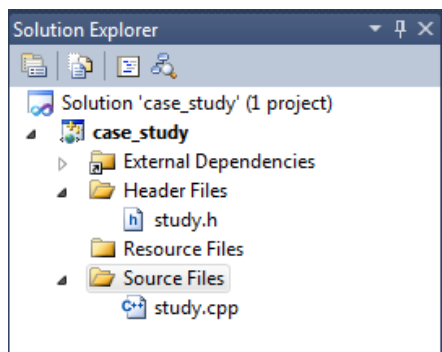 Solution Explorer
Solution 'case_study' (1 project)
case_study
External Dependencies
Header Files
h study.h
Resource Files
Source Files
C++ study.cpp